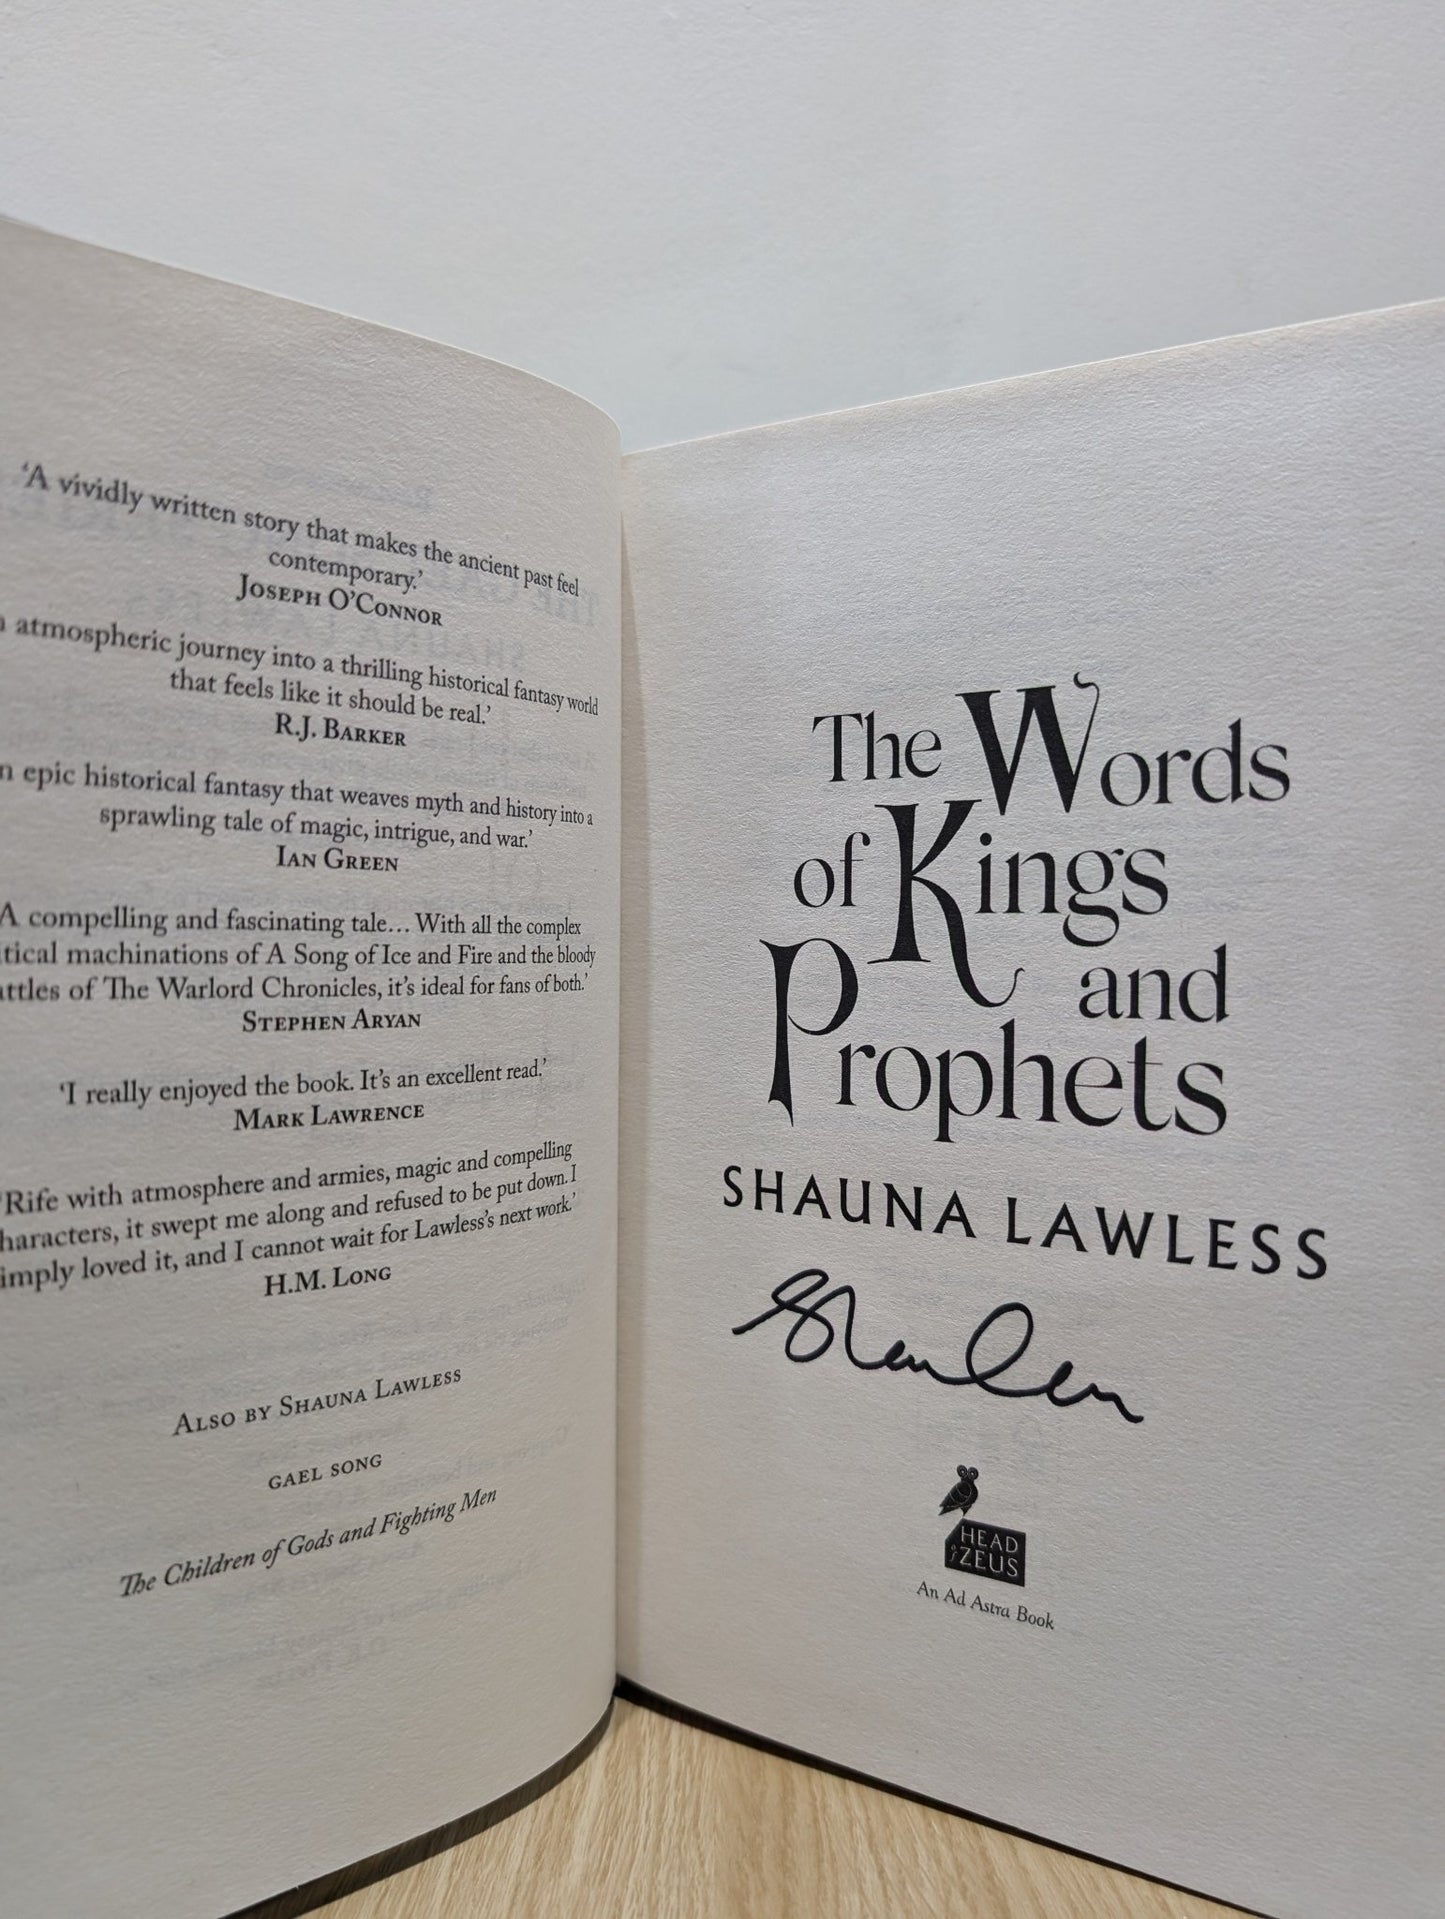 'A vividly written story that makes the ancient past feel
contemporary.'
JOSEPH O'CONNOR
atmospheric journey into a thrilling historical fantasy world
that feels like it should be real.'
R.J. BARKER
epic historical fantasy that weaves myth and history into a
sprawling tale of magic, intrigue, and war.'
IAN GREEN
A compelling and fascinating tale... With all the complex
machinations of A Song of Ice and Fire and the bloody
of The Warlord Chronicles, it's ideal for fans of both.'
STEPHEN ARYAN
'I really enjoyed the book. It's an excellent read.'
MARK LAWRENCE
'Rife with atmosphere and armies, magic and compelling
it swept me along and refused to be put down. I
loved it, and I cannot wait for Lawless's next work.'
H.M. LONG
ALSO BY SHAUNA LAWLESS
GAEL SONG
The Children of Gods and Fighting Men
The Words
of Kings
and
Prophets
SHAUNA LAWLESS
HEAD
of ZEUS
An Ad Astra Book